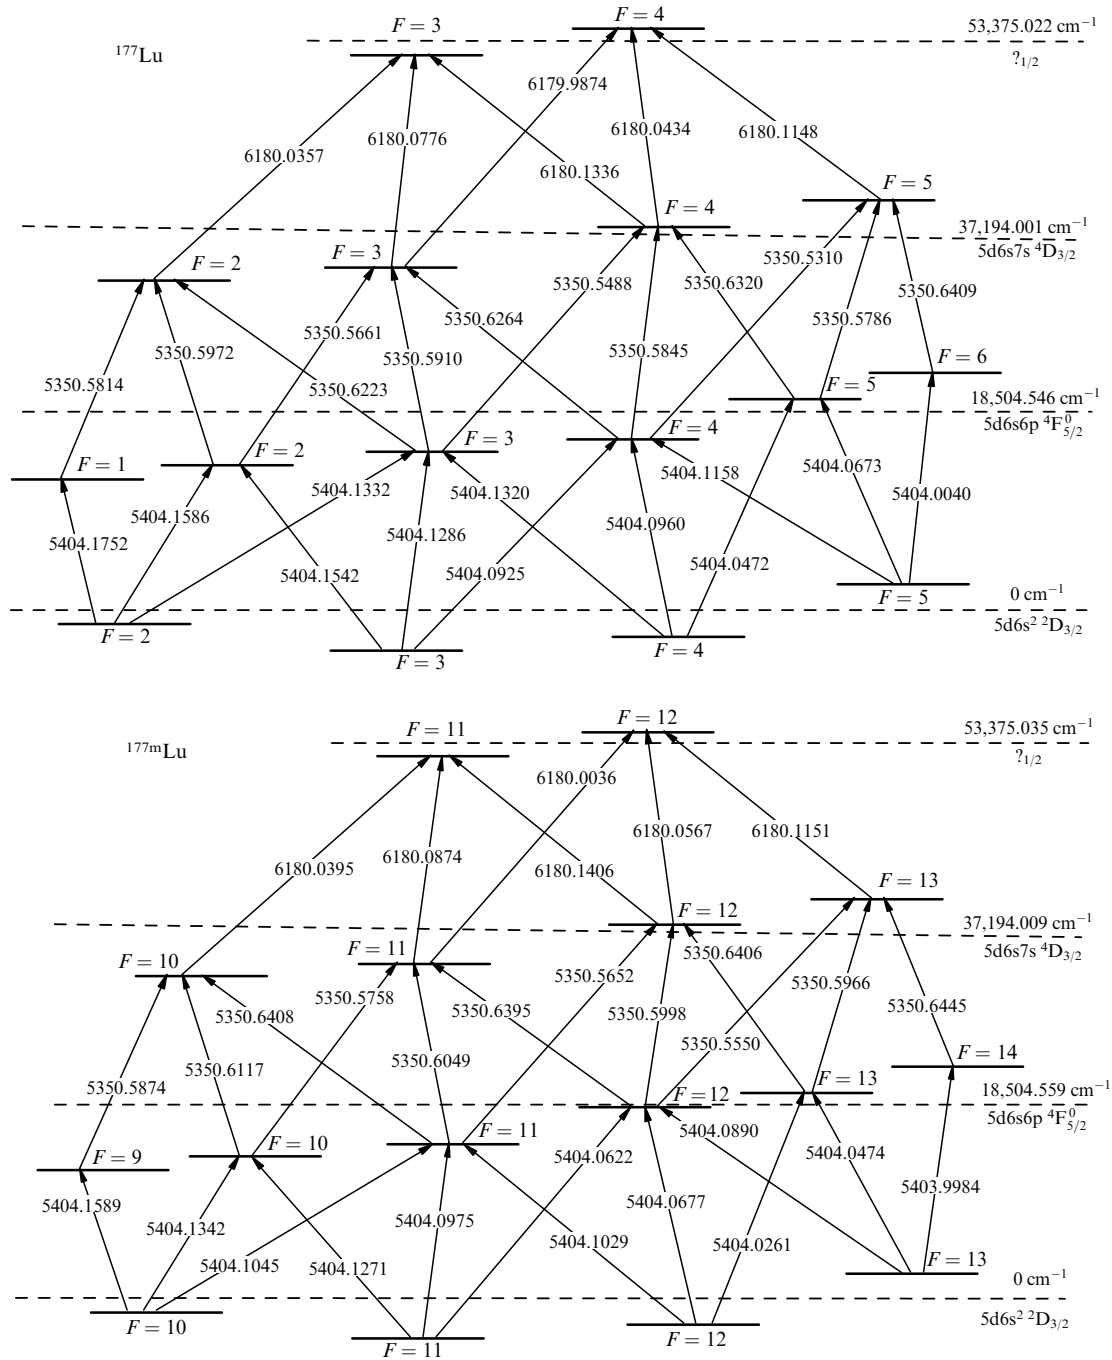 F = 3
F = 4
53,375.022 cm⁻¹
¹⁷⁷Lu
?₁/₂
6179.9874
6180.0776
6180.0434
6180.1148
6180.0357
6180.1336
F = 5
F = 4
37,194.001 cm⁻¹
5d6s7s ⁴D₃/₂
F = 3
F = 2
5350.5310
5350.5488
5350.6320
5350.6409
5350.6264
5350.5786
5350.5661
5350.5972
5350.5910
5350.5845
F = 6
5350.5814
5350.6223
F = 5
18,504.546 cm⁻¹
5d6s6p ⁴F⁰₅/₂
F = 4
F = 3
F = 2
F = 1
5404.1158
5404.0673
5404.1332
5404.1320
5404.0040
5404.1586
5404.0960
5404.1286
5404.1752
5404.0472
5404.0925
5404.1542
0 cm⁻¹
F = 5
5d6s² ²D₃/₂
F = 2
F = 4
F = 3
F = 12
F = 11
53,375.035 cm⁻¹
¹⁷⁷ᵐLu
?₁/₂
6180.0036
6180.0567
6180.1151
6180.0395
6180.0874
6180.1406
F = 13
F = 12
37,194.009 cm⁻¹
5d6s7s ⁴D₃/₂
F = 11
F = 10
5350.6406
5350.5652
5350.5966
5350.5758
5350.6445
5350.6395
5350.5998
5350.6408
5350.5550
F = 14
5350.6049
5350.6117
5350.5874
F = 13
F = 12
18,504.559 cm⁻¹
5d6s6p ⁴F⁰₅/₂
F = 11
5404.0890
F = 10
F = 9
5404.0622
5404.0474
5403.9984
5404.1589
5404.0677
5404.1342
5404.0975
5404.0261
5404.1029
5404.1045
5404.1271
F = 13
0 cm⁻¹
5d6s² ²D₃/₂
F = 10
F = 12
F = 11